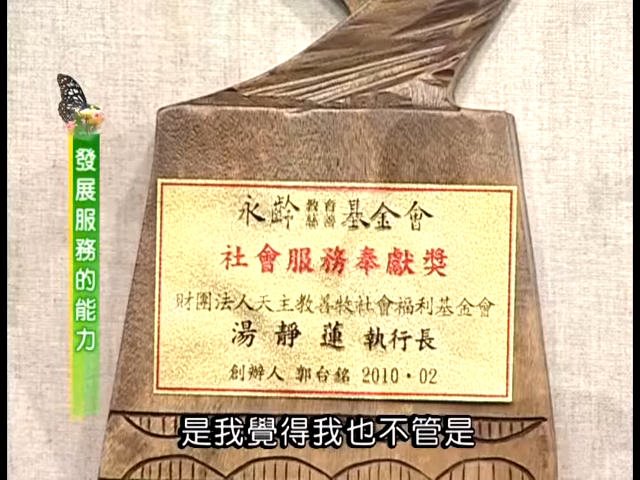 發展服務的能力
永齡教育慈善基金會
社會服務奉獻獎
財團法人天主教善牧社會福利基金會
湯靜蓮 執行長
創辦人 郭台銘 2010・02
是我覺得我也不管是